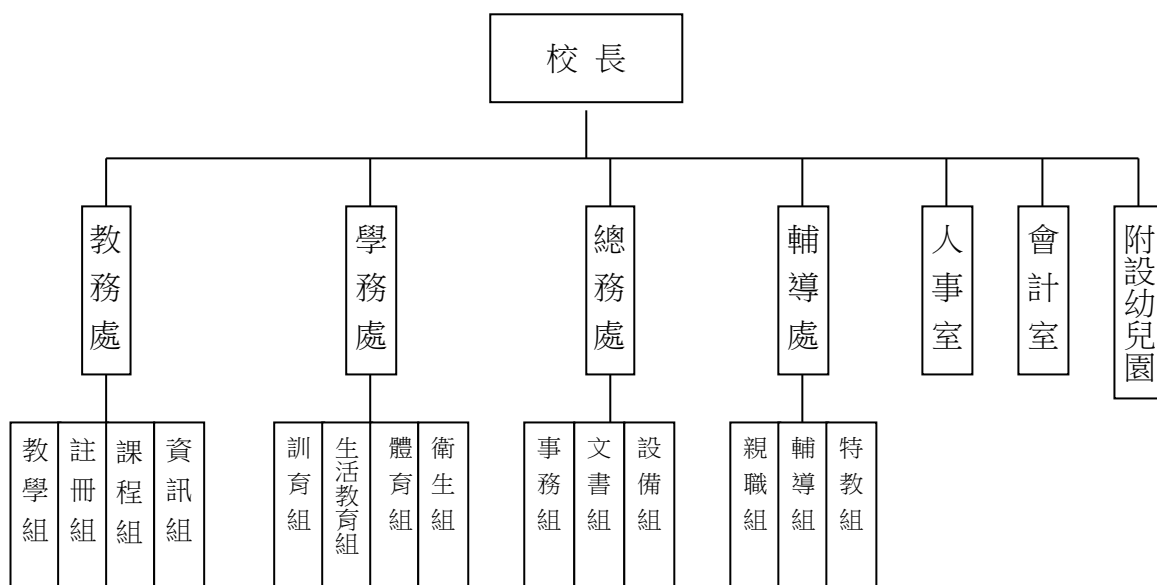 校長
教務處
學務處
總務處
輔導處
人事室
會計室
附設幼兒園
教學組
註冊組
課程組
資訊組
訓育組
生活教育組
體育組
衛生組
事務組
文書組
設備組
親職組
輔導組
特教組